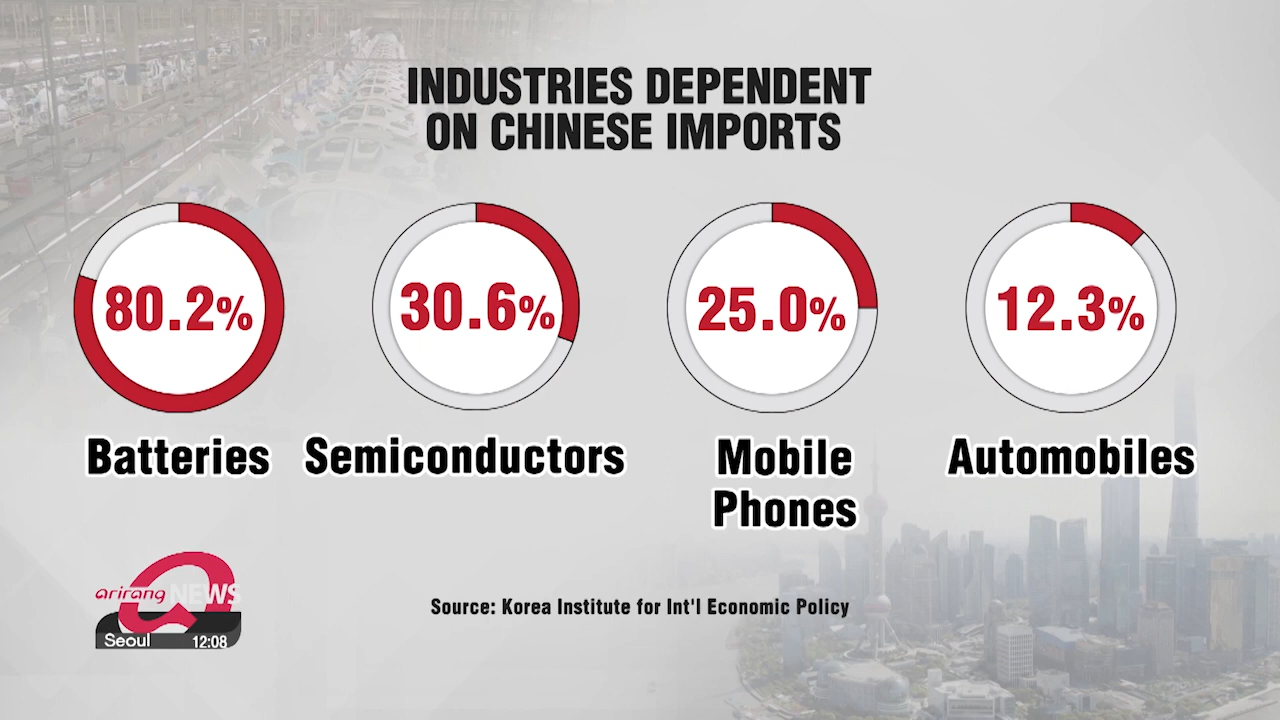 INDUSTRIES DEPENDENT
ON CHINESE IMPORTS
80.2%
30.6%
25.0%
12.3%
Batteries
Semiconductors
Mobile
Phones
Automobiles
arirang NEWS
Seoul 12:08
Source: Korea Institute for Int'l Economic Policy